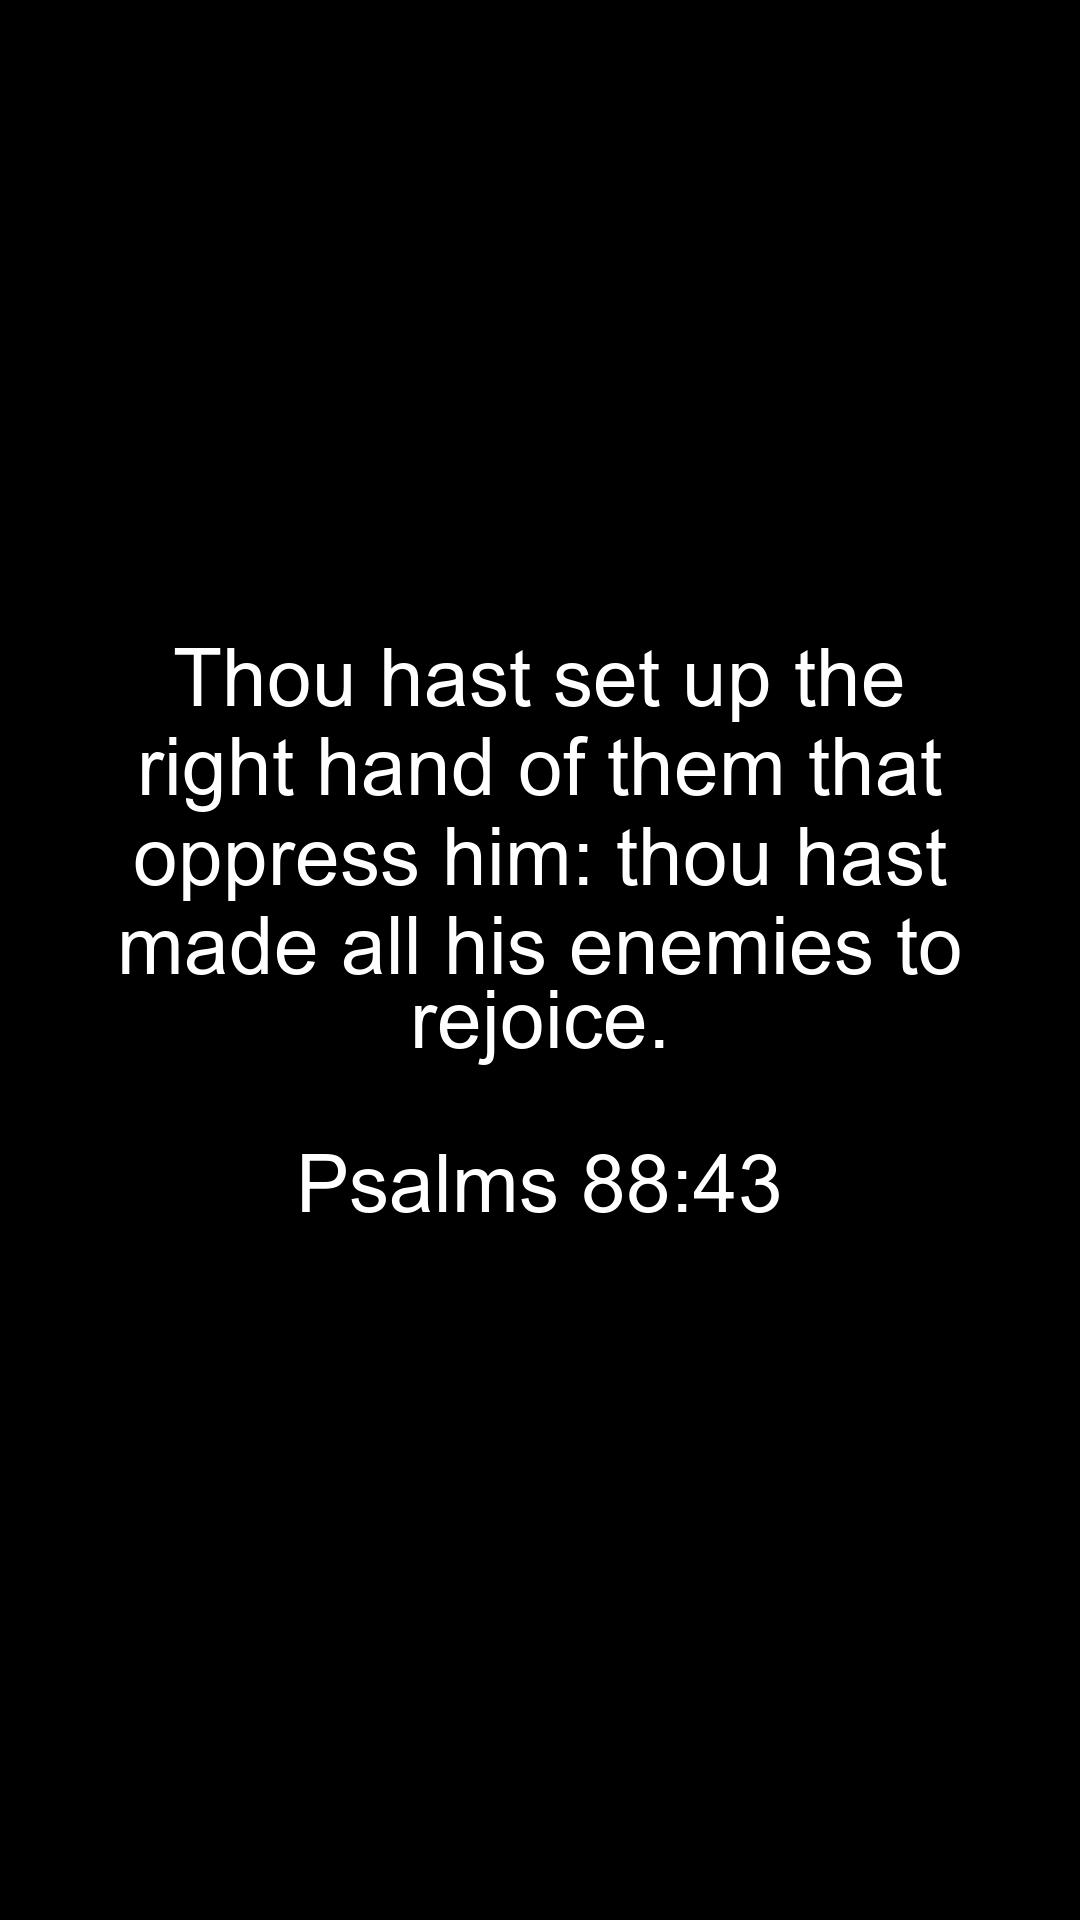 Thou hast set up the
right hand of them that
oppress him: thou hast
made all his enemies to
rejoice.
Psalms 88:43